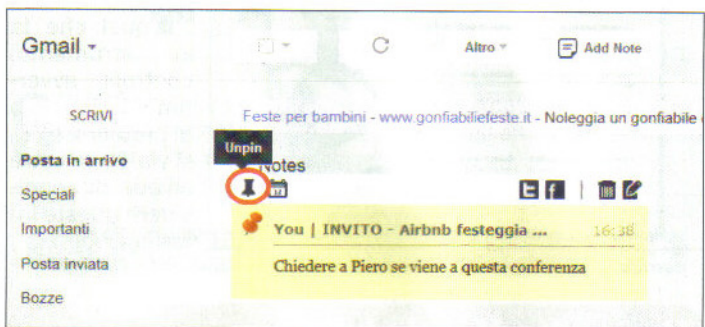 Gmail
Altro
Add Note
SCRIVI
Feste per bambini - www.gonfiabiliefeste.it - Noleggia un gonfiabile
Unpin
Posta in arrivo
Notes
Speciali
Importanti
You | INVITO - Airbnb festeggia ... 16:38
Posta inviata
Chiedere a Piero se viene a questa conferenza
Bozze